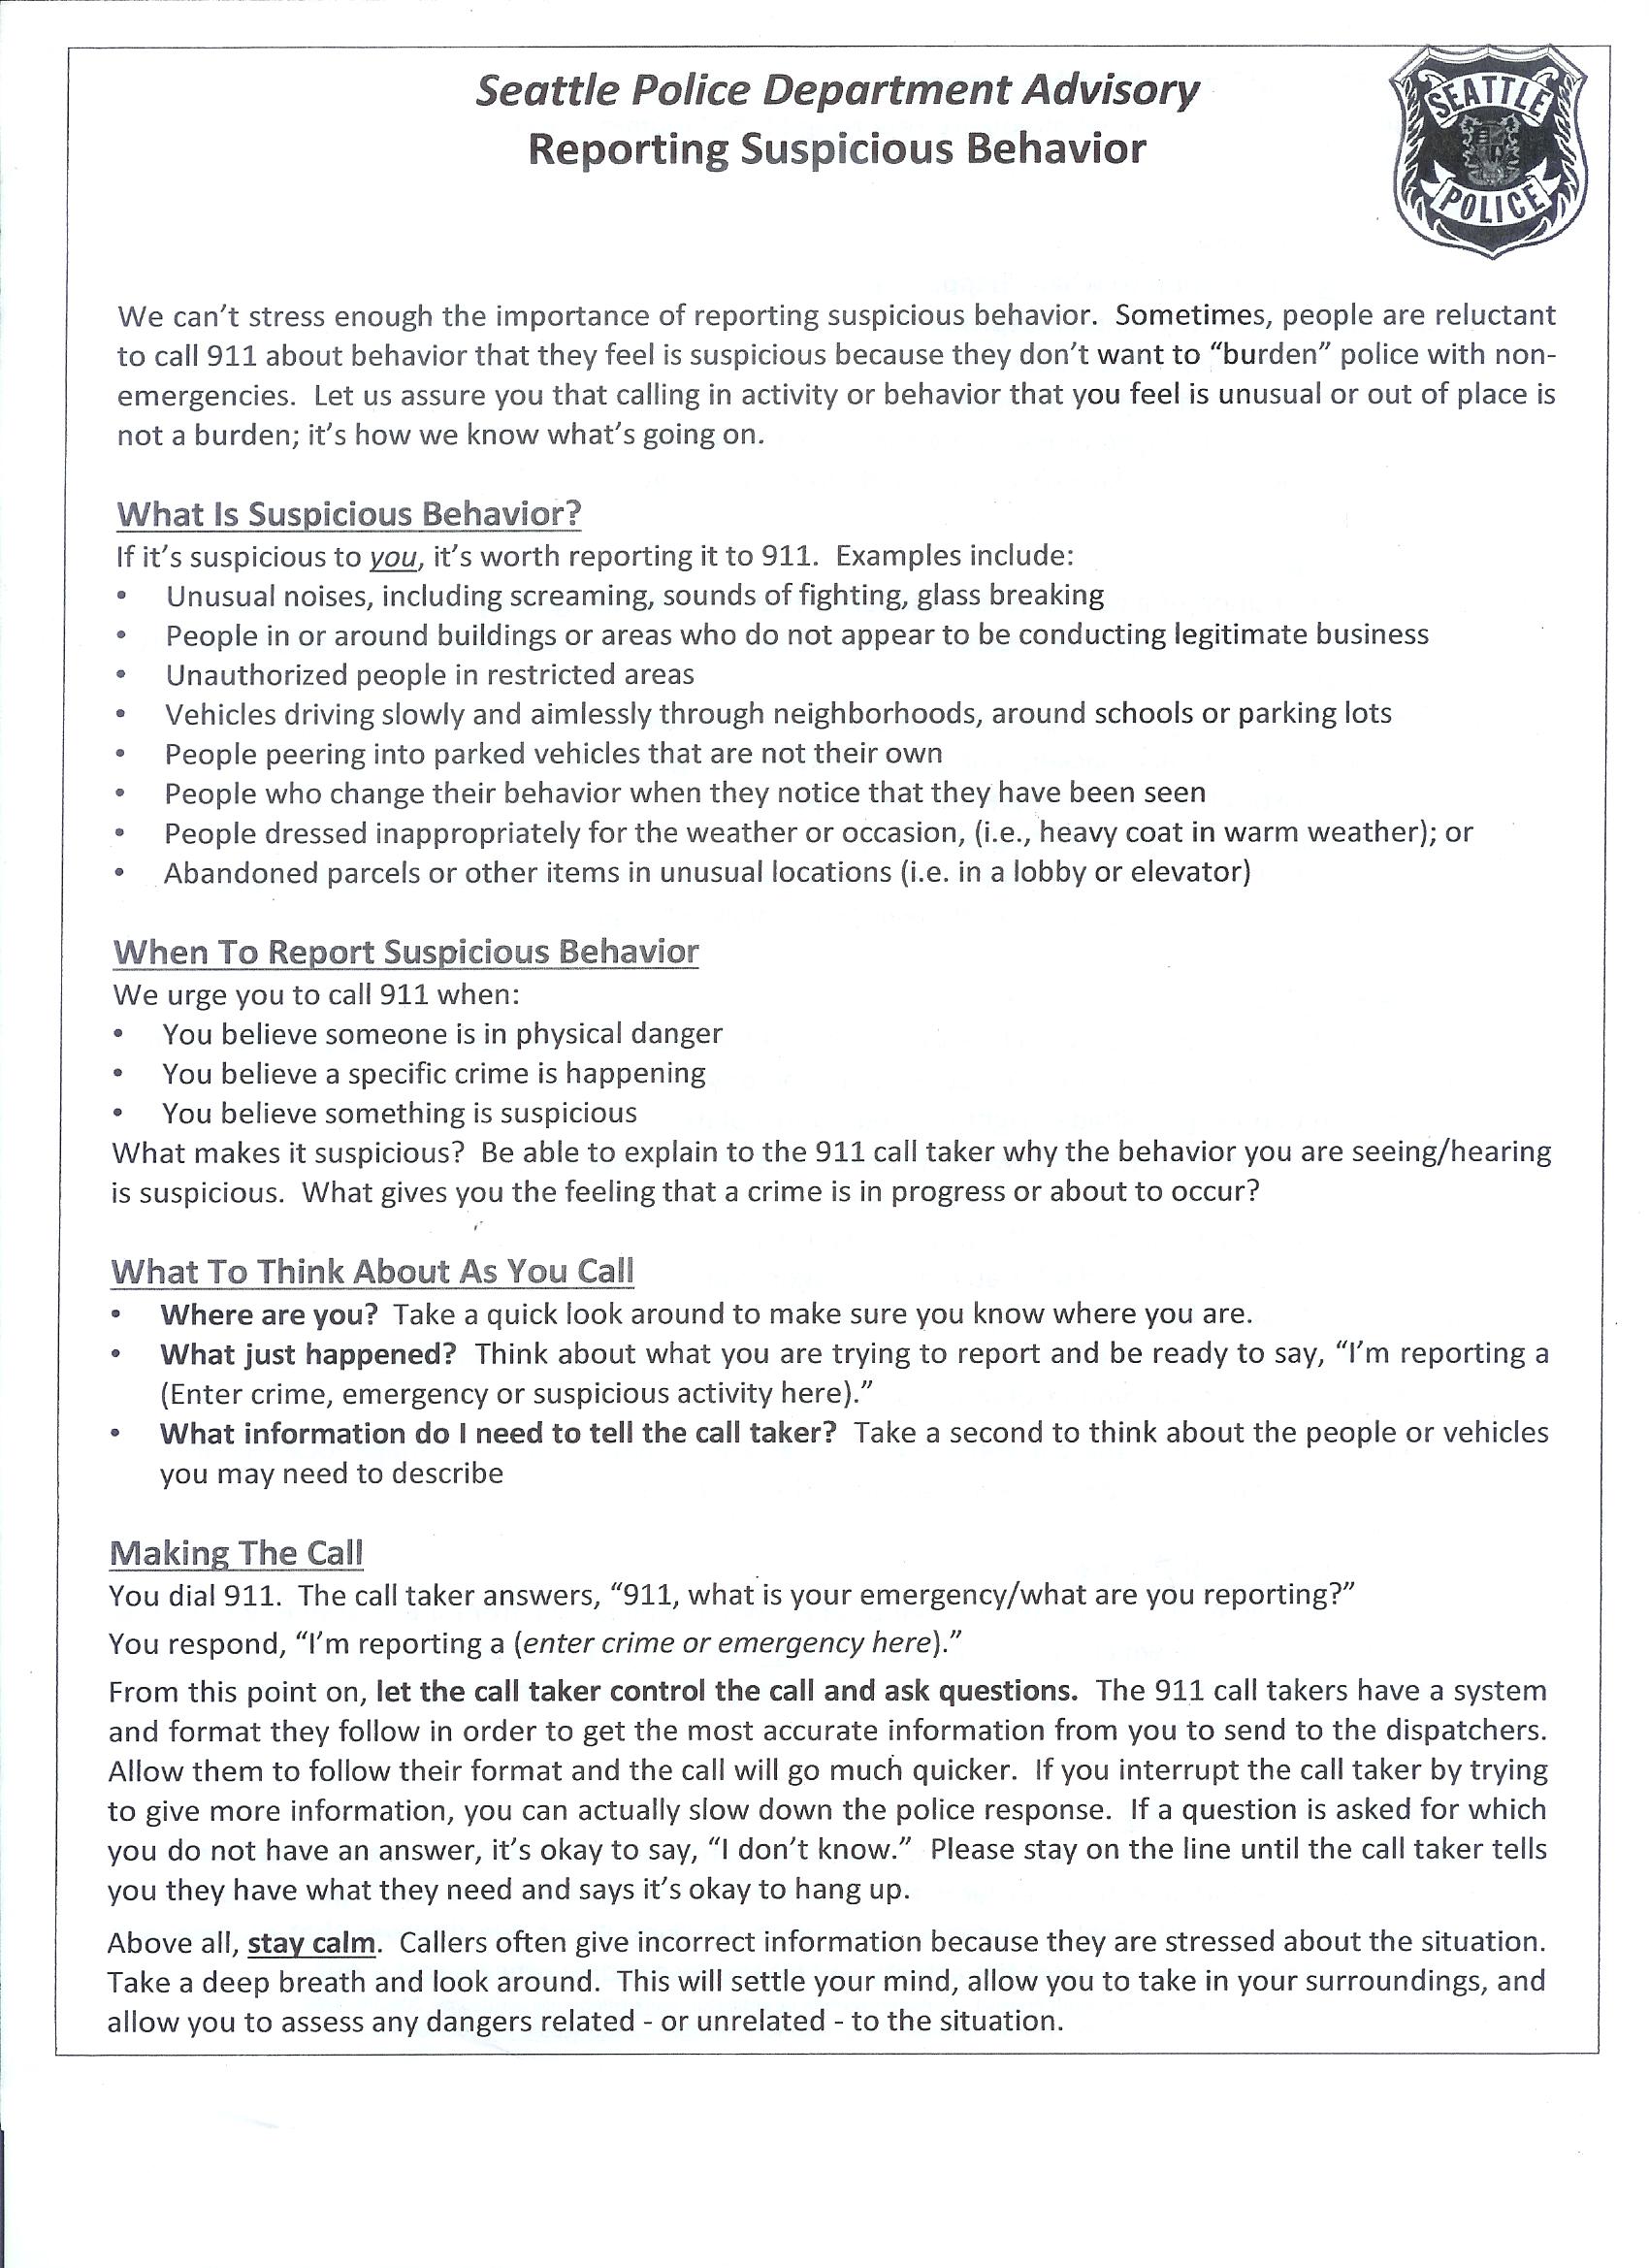 Seattle Police Department Advisory
Reporting Suspicious Behavior
SEATTLE
POLICE
We can't stress enough the importance of reporting suspicious behavior. Sometimes, people are reluctant
to call 911 about behavior that they feel is suspicious because they don't want to “burden” police with non-
emergencies. Let us assure you that calling in activity or behavior that you feel is unusual or out of place is
not a burden; it's how we know what's going on.
What Is Suspicious Behavior?
If it's suspicious to you, it's worth reporting it to 911. Examples include:
• Unusual noises, including screaming, sounds of fighting, glass breaking
• People in or around buildings or areas who do not appear to be conducting legitimate business
• Unauthorized people in restricted areas
• Vehicles driving slowly and aimlessly through neighborhoods, around schools or parking lots
• People peering into parked vehicles that are not their own
• People who change their behavior when they notice that they have been seen
• People dressed inappropriately for the weather or occasion, (i.e., heavy coat in warm weather); or
• Abandoned parcels or other items in unusual locations (i.e. in a lobby or elevator)
When To Report Suspicious Behavior
We urge you to call 911 when:
• You believe someone is in physical danger
• You believe a specific crime is happening
• You believe something is suspicious
What makes it suspicious? Be able to explain to the 911 call taker why the behavior you are seeing/hearing
is suspicious. What gives you the feeling that a crime is in progress or about to occur?
What To Think About As You Call
• Where are you? Take a quick look around to make sure you know where you are.
• What just happened? Think about what you are trying to report and be ready to say, “I'm reporting a
(Enter crime, emergency or suspicious activity here).”
• What information do I need to tell the call taker? Take a second to think about the people or vehicles
you may need to describe
Making The Call
You dial 911. The call taker answers, “911, what is your emergency/what are you reporting?”
You respond, “I'm reporting a (enter crime or emergency here).”
From this point on, let the call taker control the call and ask questions. The 911 call takers have a system
and format they follow in order to get the most accurate information from you to send to the dispatchers.
Allow them to follow their format and the call will go much quicker. If you interrupt the call taker by trying
to give more information, you can actually slow down the police response. If a question is asked for which
you do not have an answer, it's okay to say, “I don't know.” Please stay on the line until the call taker tells
you they have what they need and says it's okay to hang up.
Above all, stay calm. Callers often give incorrect information because they are stressed about the situation.
Take a deep breath and look around. This will settle your mind, allow you to take in your surroundings, and
allow you to assess any dangers related - or unrelated - to the situation.